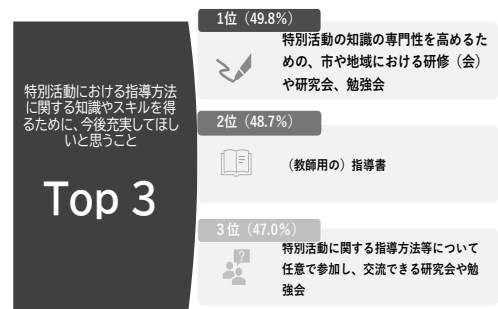 特別活動における指導方法
に関する知識やスキルを得
るために、今後充実してほし
いと思うこと
Top 3
1位（49.8%）
特別活動の知識の専門性を高めるた
めの、市や地域における研修（会）
や研究会、勉強会
2位（48.7%）
（教師用の）指導書
３位（47.0%）
特別活動に関する指導方法等について
任意で参加し、交流できる研究会や勉
強会
?